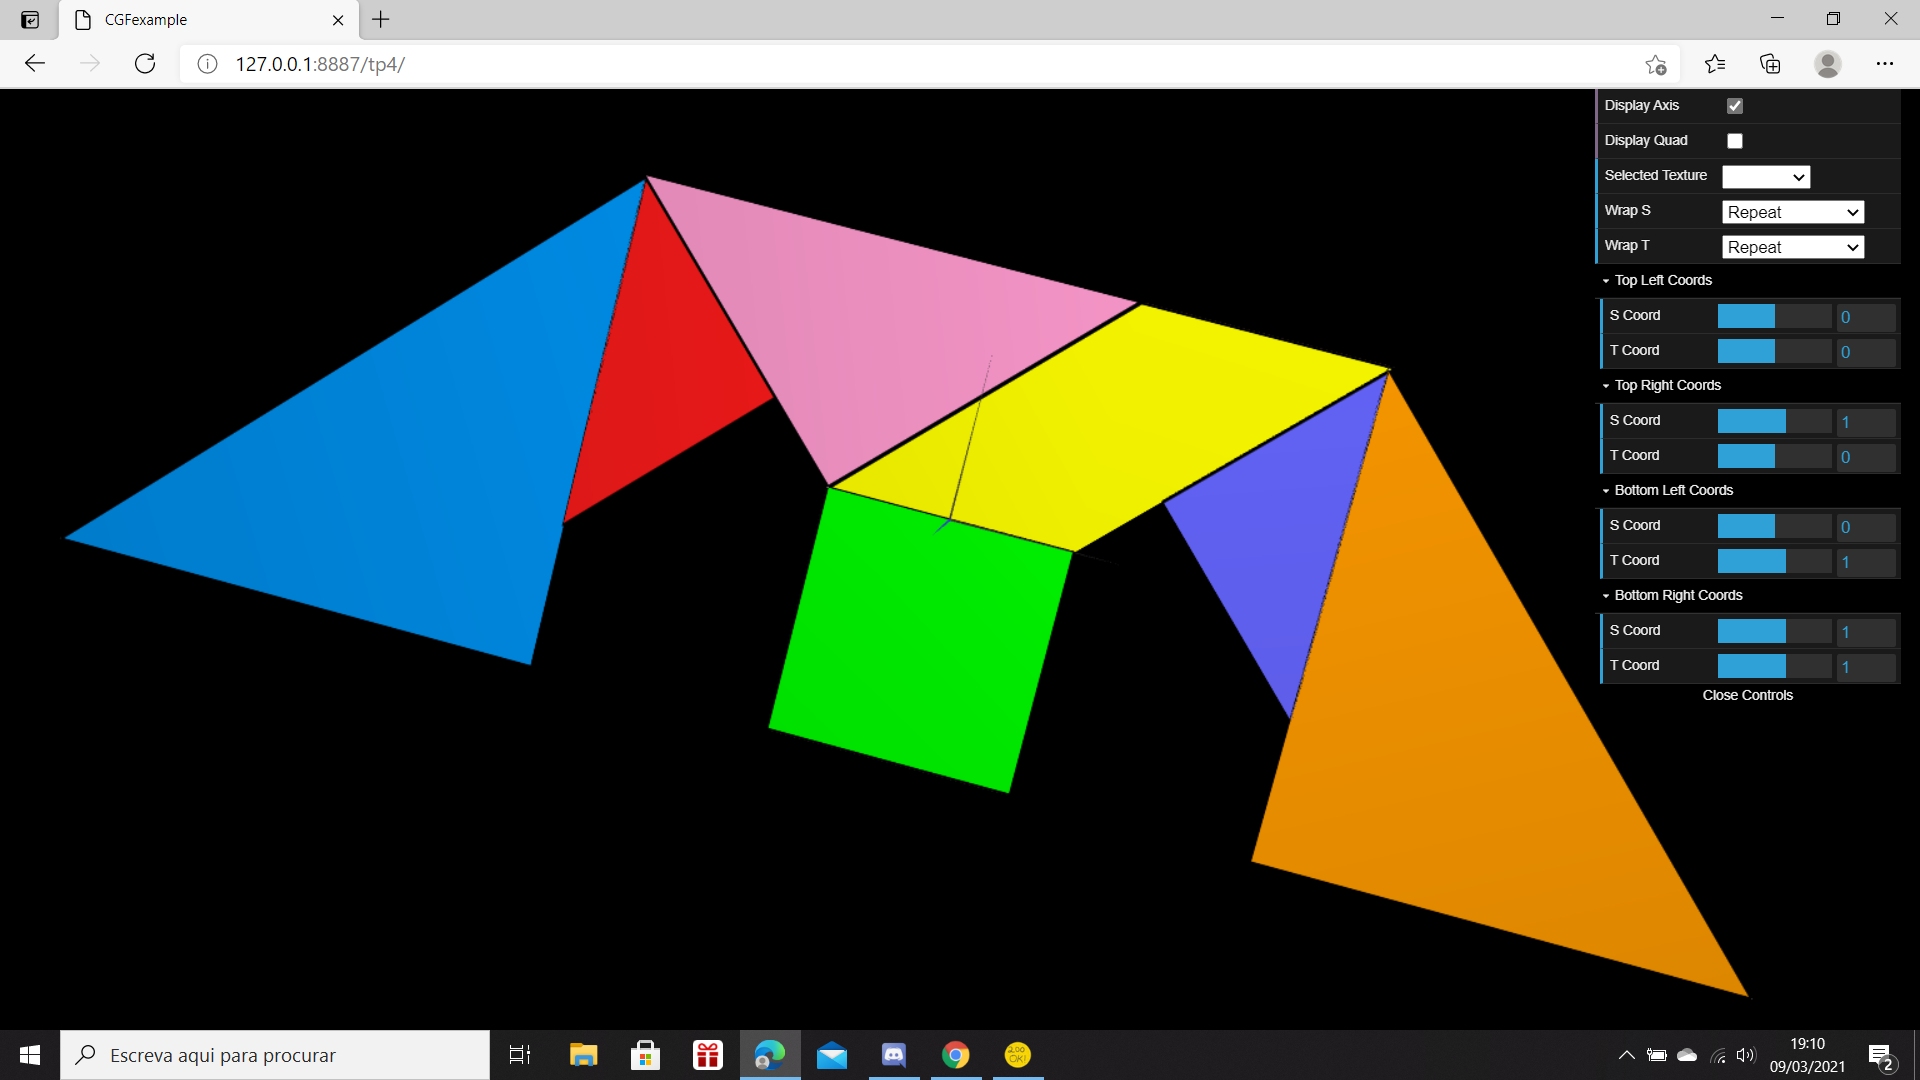 CGFexample
127.0.0.1:8887/tp4/
Display Axis
Display Quad
Selected Texture
Wrap S Repeat
Wrap T Repeat
Top Left Coords
S Coord 0
T Coord 0
Top Right Coords
S Coord 1
T Coord 0
Bottom Left Coords
S Coord 0
T Coord 1
Bottom Right Coords
S Coord 1
T Coord 1
Close Controls
Escreva aqui para procurar
200
OK!
19:10
09/03/2021
2